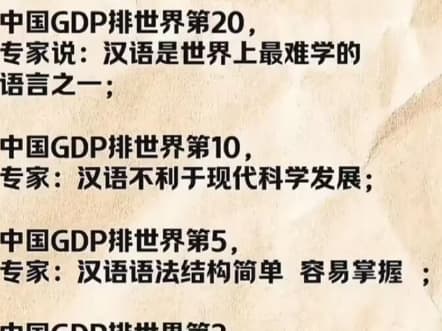 中国GDP排世界第20，
专家说：汉语是世界上最难学的
语言之一；
中国GDP排世界第10，
专家：汉语不利于现代科学发展；
中国GDP排世界第5，
专家：汉语语法结构简单 容易掌握 ；
中国GDP排世界第2